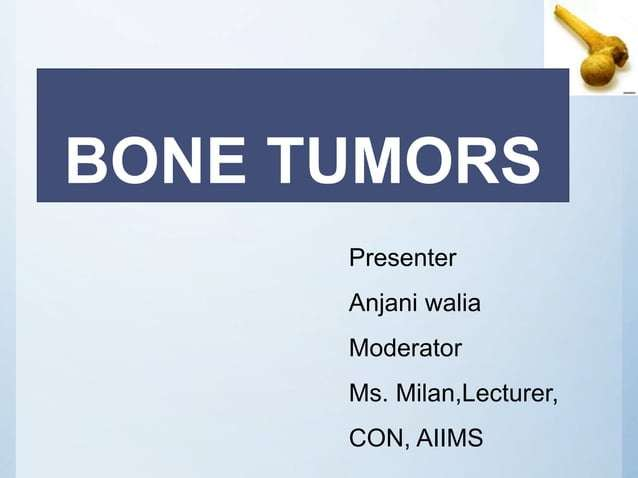 BONE TUMORS
Presenter
Anjani walia
Moderator
Ms. Milan,Lecturer,
CON, AIIMS